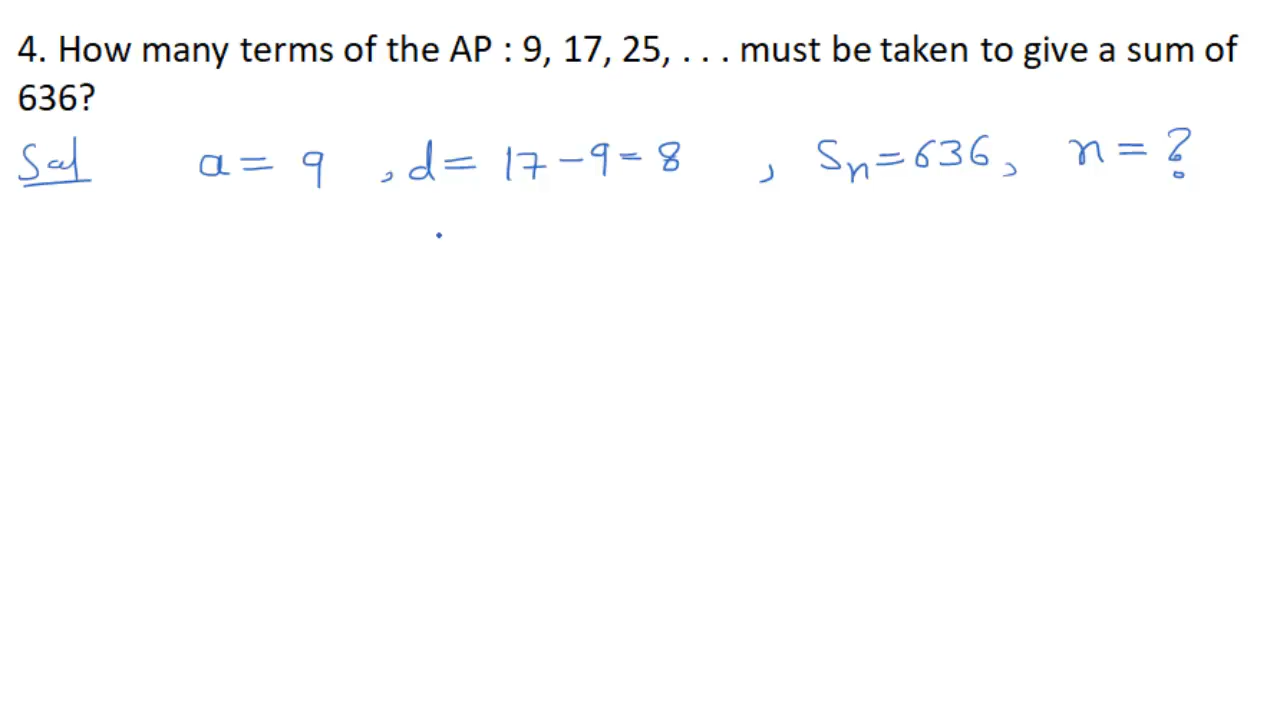 4. How many terms of the AP : 9, 17, 25, . . . must be taken to give a sum of
636?
Sol a = 9 , d = 17 - 9 = 8 , Sn = 636, n = ?